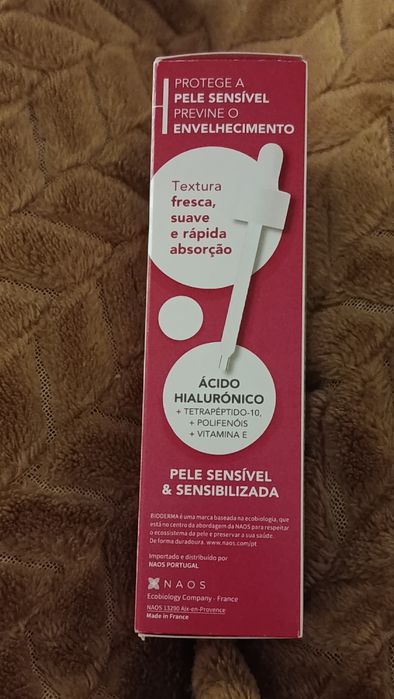 PROTEGE A
PELE SENSÍVEL
PREVINE O
ENVELHECIMENTO
Textura
fresca,
suave
e rápida
absorção
ÁCIDO
HIALURÓNICO
+ TETRAPÉPTIDO-10,
+ POLIFENÓIS
+ VITAMINA E
PELE SENSÍVEL
& SENSIBILIZADA
BIODERMA é uma marca baseada na ecobiologia, que
está no centro da abordagem da NAOS para respeitar
o ecossistema da pele e preservar a sua saúde.
De forma duradoura. www.naos.com/pt
Importado e distribuído por
NAOS PORTUGAL
NAOS
Ecobiology Company - France
NAOS 13290 Aix-en-Provence
Made in France